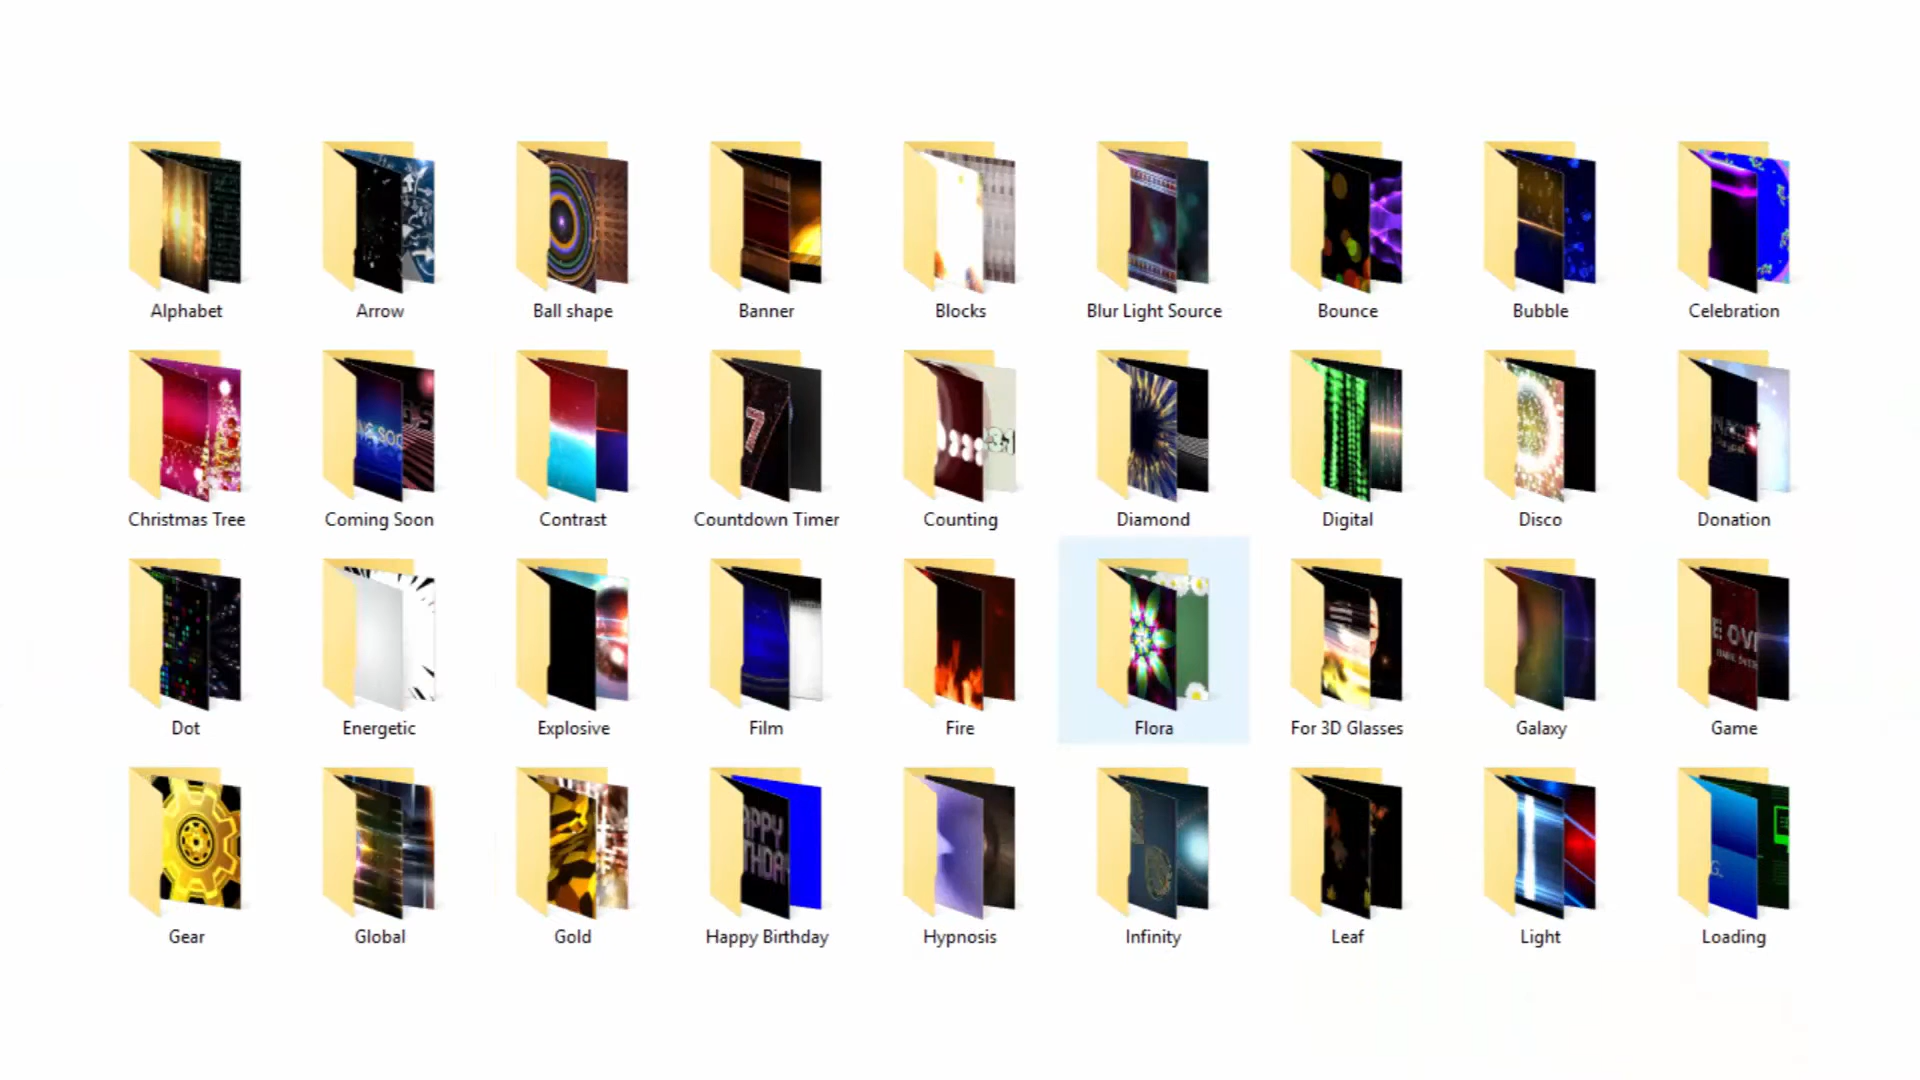 Alphabet
Arrow
Ball shape
Banner
Blocks
Blur Light Source
Bounce
Bubble
Celebration
Christmas Tree
Coming Soon
Contrast
Countdown Timer
Counting
Diamond
Digital
Disco
Donation
Dot
Energetic
Explosive
Film
Fire
Flora
For 3D Glasses
Galaxy
Game
Gear
Global
Gold
Happy Birthday
Hypnosis
Infinity
Leaf
Light
Loading